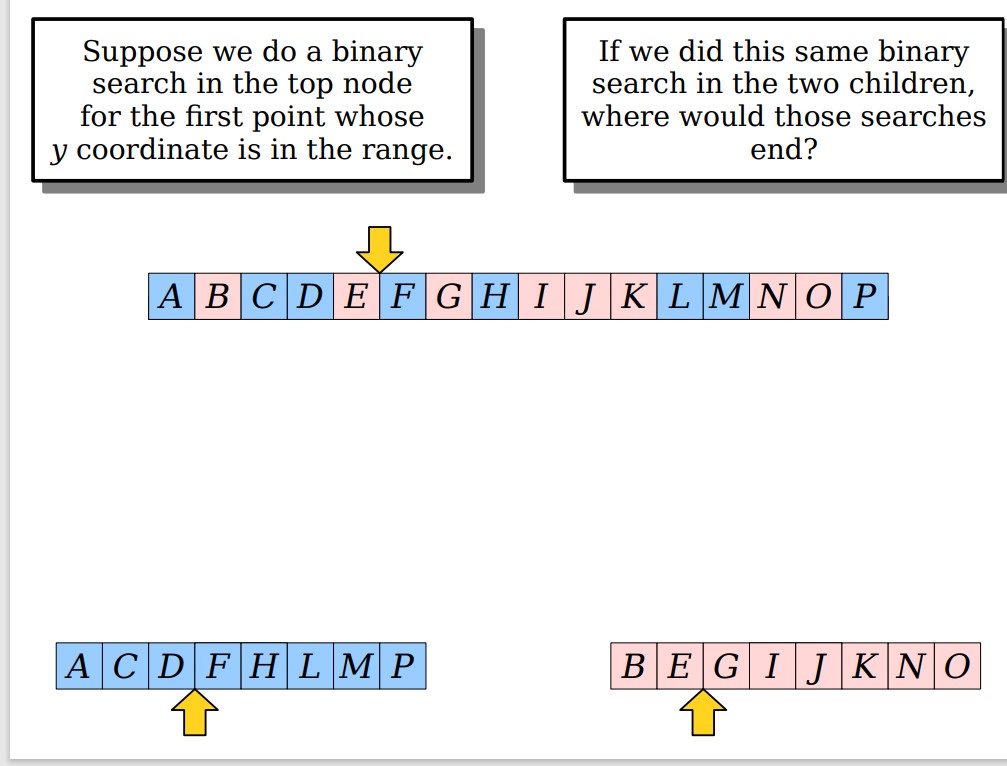 Suppose we do a binary
search in the top node
for the first point whose
y coordinate is in the range.
If we did this same binary
search in the two children,
where would those searches
end?
A B C D E F G H I J K L M N O P
A C D F H L M P
B E G I J K N O